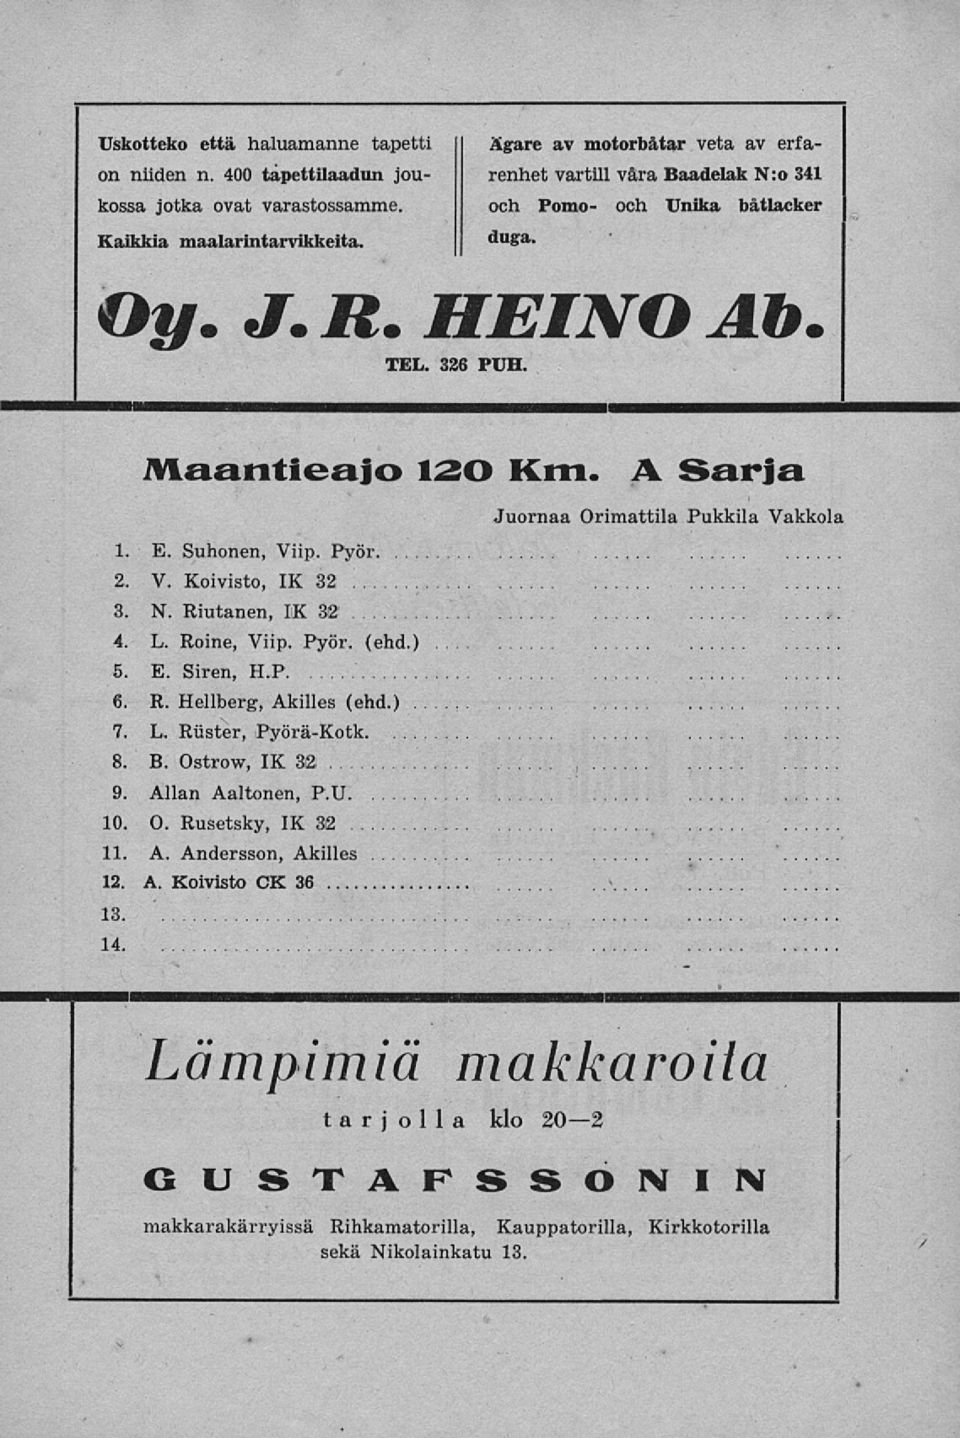 Uskotteko että haluamanne tapetti
on niiden n. 400 tapettilaadun jou-
kossa jotka ovat varastossamme.
Kaikkia maalarintarvikkeita.
Ägare av motorbåtar veta av erfa-
renhet vartill våra Baadelak N:o 341
och Pomo- och Unika båtlacker
duga.
Oy. J. R. HEINO Ab.
TEL. 326 PUH.
Maantieajo 120 Km. A Sarja
Juornaa Orimattila Pukkila Vakkola
1. E. Suhonen, Viip. Pyör.
2. V. Koivisto, IK 32
3. N. Riutanen, IK 32
4. L. Roine, Viip. Pyör. (ehd.)
5. E. Siren, H.P.
6. R. Hellberg, Akilles (ehd.)
7. L. Rüster, Pyörä-Kotk.
8. B. Ostrow, IK 32
9. Allan Aaltonen, P.U.
10. O. Rusetsky, IK 32
11. A. Andersson, Akilles
12. A. Koivisto CK 36
13.
14.
Lämpimiä makkaroita
tarjolla klo 20—2
GUSTAFSSONIN
makkarakärryissä Rihkamatorilla, Kauppatorilla, Kirkkotorilla
sekä Nikolainkatu 13.